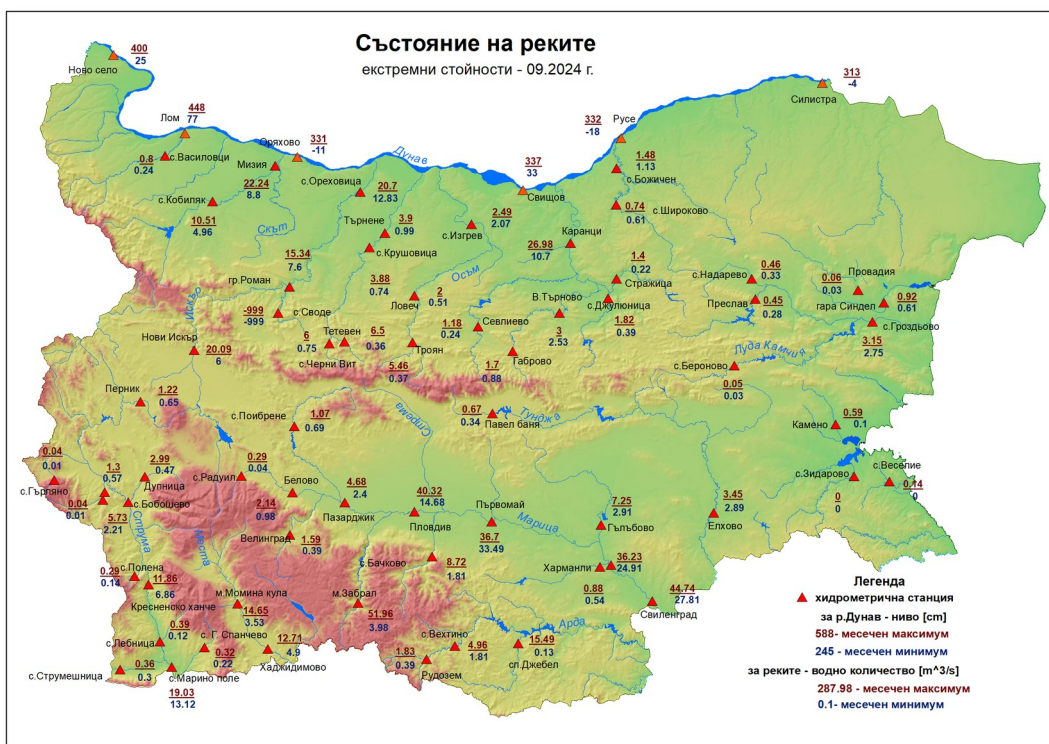 Състояние на реките
екстремни стойности - 09.2024 г.
400
25
Ново село
313
-4
Силистра
448
77
Лом
332
-18
Русе
331
-11
Оряхово
Дунав
337
33
Свищов
0.8
0.24
с.Василовци
Мизия
22.24
8.8
с.Кобиляк
10.51
4.96
Скът
с.Ореховица
20.7
12.83
Търнене
3.9
0.99
с.Крушовица
3.88
0.74
2.49
2.07
с.Изгрев
1.48
1.13
с.Божичен
0.74
0.61
с.Широково
Каранци
26.98
10.7
1.4
0.22
Стражица
с.Джулюница
1.82
0.39
с.Надарево
0.46
0.33
Преслав
0.45
0.28
Провадия
0.06
0.03
гара Синдел
0.92
0.61
с.Гроздьово
3.15
2.75
15.34
7.6
гр.Роман
Искър
Осъм
Ловеч
2
0.51
В.Търново
3
2.53
-999
-999
с.Своде
Севлиево
1.18
0.24
Тетевен
6.5
0.36
6
0.75
с.Черни Вит
Троян
5.46
0.37
Габрово
1.7
0.88
Нови Искър
20.09
6
Луда Камчия
с.Бероново
0.05
0.03
Перник
1.22
0.65
с.Поибрене
1.07
0.69
Стряма
0.67
0.34
Павел баня
Тунджа
0.59
0.1
Камено
0.04
0.01
с.Гърляно
1.3
0.57
2.99
0.47
Дупница
0.04
0.01
с.Бобошево
5.73
2.21
с.Радуил
0.29
0.04
Белово
2.14
0.98
4.68
2.4
Пазарджик
40.32
14.68
Пловдив
Първомай
36.7
33.49
Марица
7.25
2.91
Гълъбово
3.45
2.89
Елхово
с.Зидарово
0
0
с.Веселие
0.14
0
Струма
Места
Велинград
1.59
0.39
с.Бачково
8.72
1.81
Харманли
36.23
24.91
0.88
0.54
44.74
27.81
Свиленград
с.Полена
0.29
0.14
11.86
6.86
Кресненско ханче
м.Момина кула
14.65
3.53
м.Забрал
51.96
3.98
0.39
0.12
с.Лебница
с. Г. Спанчево
0.32
0.22
12.71
4.9
Хаджидимово
с.Вехтино
4.96
1.81
1.83
0.39
Рудозем
Арда
15.49
0.13
сп.Джебел
0.36
0.3
с.Струмешница
с.Марино поле
19.03
13.12
Легенда
хидрометрична станция
за р.Дунав - ниво [cm]
588- месечен максимум
245 - месечен минимум
за реките - водно количество [m^3/s]
287.98 - месечен максимум
0.1- месечен минимум